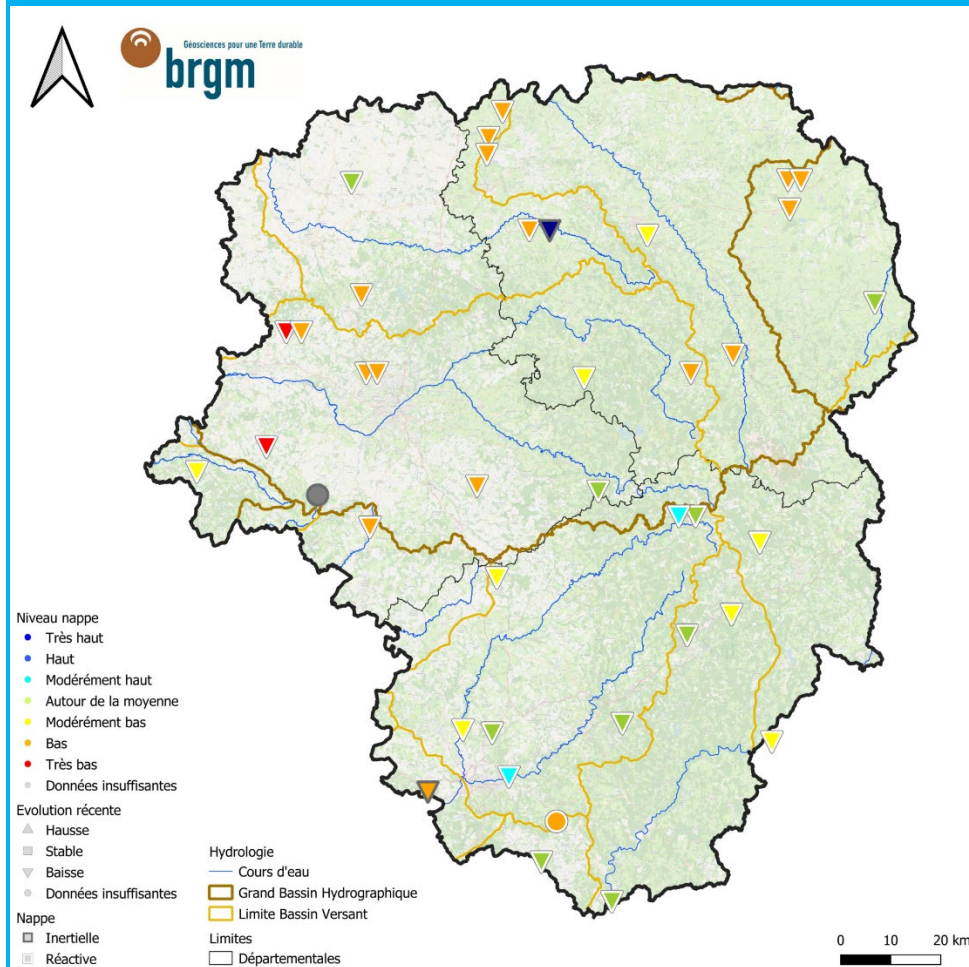 Géosciences pour une Terre durable
brgm
Niveau nappe
Très haut
Haut
Modérément haut
Autour de la moyenne
Modérément bas
Bas
Très bas
Données insuffisantes
Evolution récente
Hausse
Stable
Baisse
Données insuffisantes
Nappe
Inertielle
Réactive
Hydrologie
Cours d'eau
Grand Bassin Hydrographique
Limite Bassin Versant
Limites
Départementales
0 10 20 km